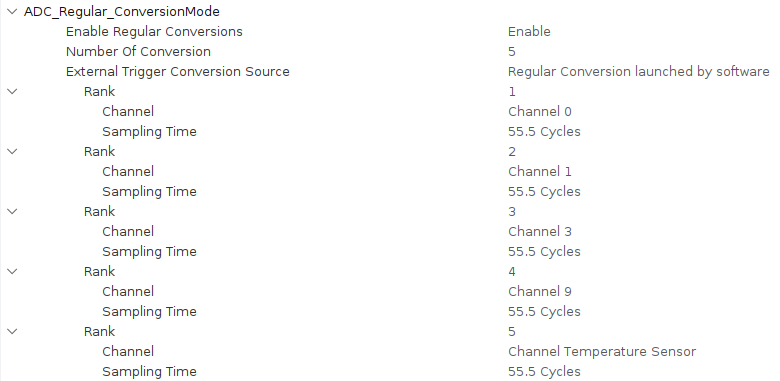 ADC_Regular_ConversionMode
Enable Regular Conversions Enable
Number Of Conversion 5
External Trigger Conversion Source Regular Conversion launched by software
Rank 1
Channel Channel 0
Sampling Time 55.5 Cycles
Rank 2
Channel Channel 1
Sampling Time 55.5 Cycles
Rank 3
Channel Channel 3
Sampling Time 55.5 Cycles
Rank 4
Channel Channel 9
Sampling Time 55.5 Cycles
Rank 5
Channel Channel Temperature Sensor
Sampling Time 55.5 Cycles